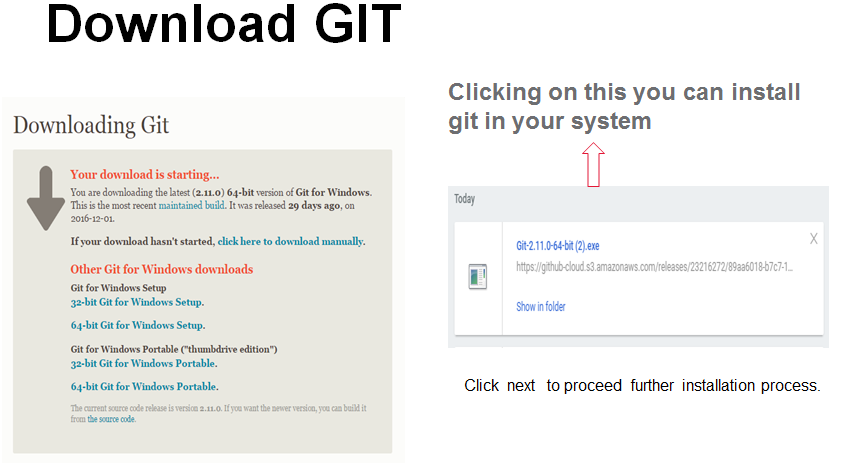 Download GIT
Downloading Git
Your download is starting...
You are downloading the latest (2.11.0) 64-bit version of Git for Windows.
This is the most recent maintained build. It was released 29 days ago, on
2016-12-01.
If your download hasn't started, click here to download manually.
Other Git for Windows downloads
Git for Windows Setup
32-bit Git for Windows Setup.
64-bit Git for Windows Setup.
Git for Windows Portable ("thumbdrive edition")
32-bit Git for Windows Portable.
64-bit Git for Windows Portable.
The current source code release is version 2.11.0. If you want the newer version, you can build it
from the source code.
Clicking on this you can install
git in your system
Today
Git-2.11.0-64-bit (2).exe
X
https://github-cloud.s3.amazonaws.com/releases/23216272/89aa6018-b7c7-1...
Show in folder
Click next to proceed further installation process.